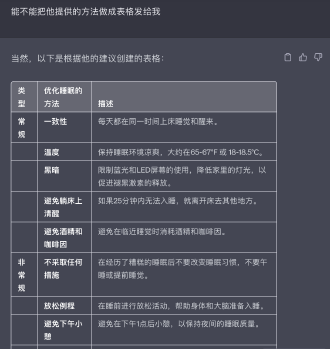 能不能把他提供的方法做成表格发给我
当然，以下是根据他的建议创建的表格：
类型 优化睡眠的方法 描述
常规 一致性 每天都在同一时间上床睡觉和醒来。
温度 保持睡眠环境凉爽，大约在65-67°F 或 18-18.5°C。
黑暗 限制蓝光和LED屏幕的使用，降低家里的灯光，以
促进褪黑激素的释放。
避免躺床上
清醒
如果25分钟内无法入睡，就离开床去其他地方。
避免酒精和
咖啡因
避免在临近睡觉时消耗酒精和咖啡因。
非常规 不采取任何
措施
在经历了糟糕的睡眠后不要改变睡眠习惯，不要午
睡或提前睡觉。
放松例程 在睡前进行放松活动，帮助身体和大脑准备入睡。
避免下午小
憩
避免在下午1点后小憩，以保持夜间的睡眠质量。